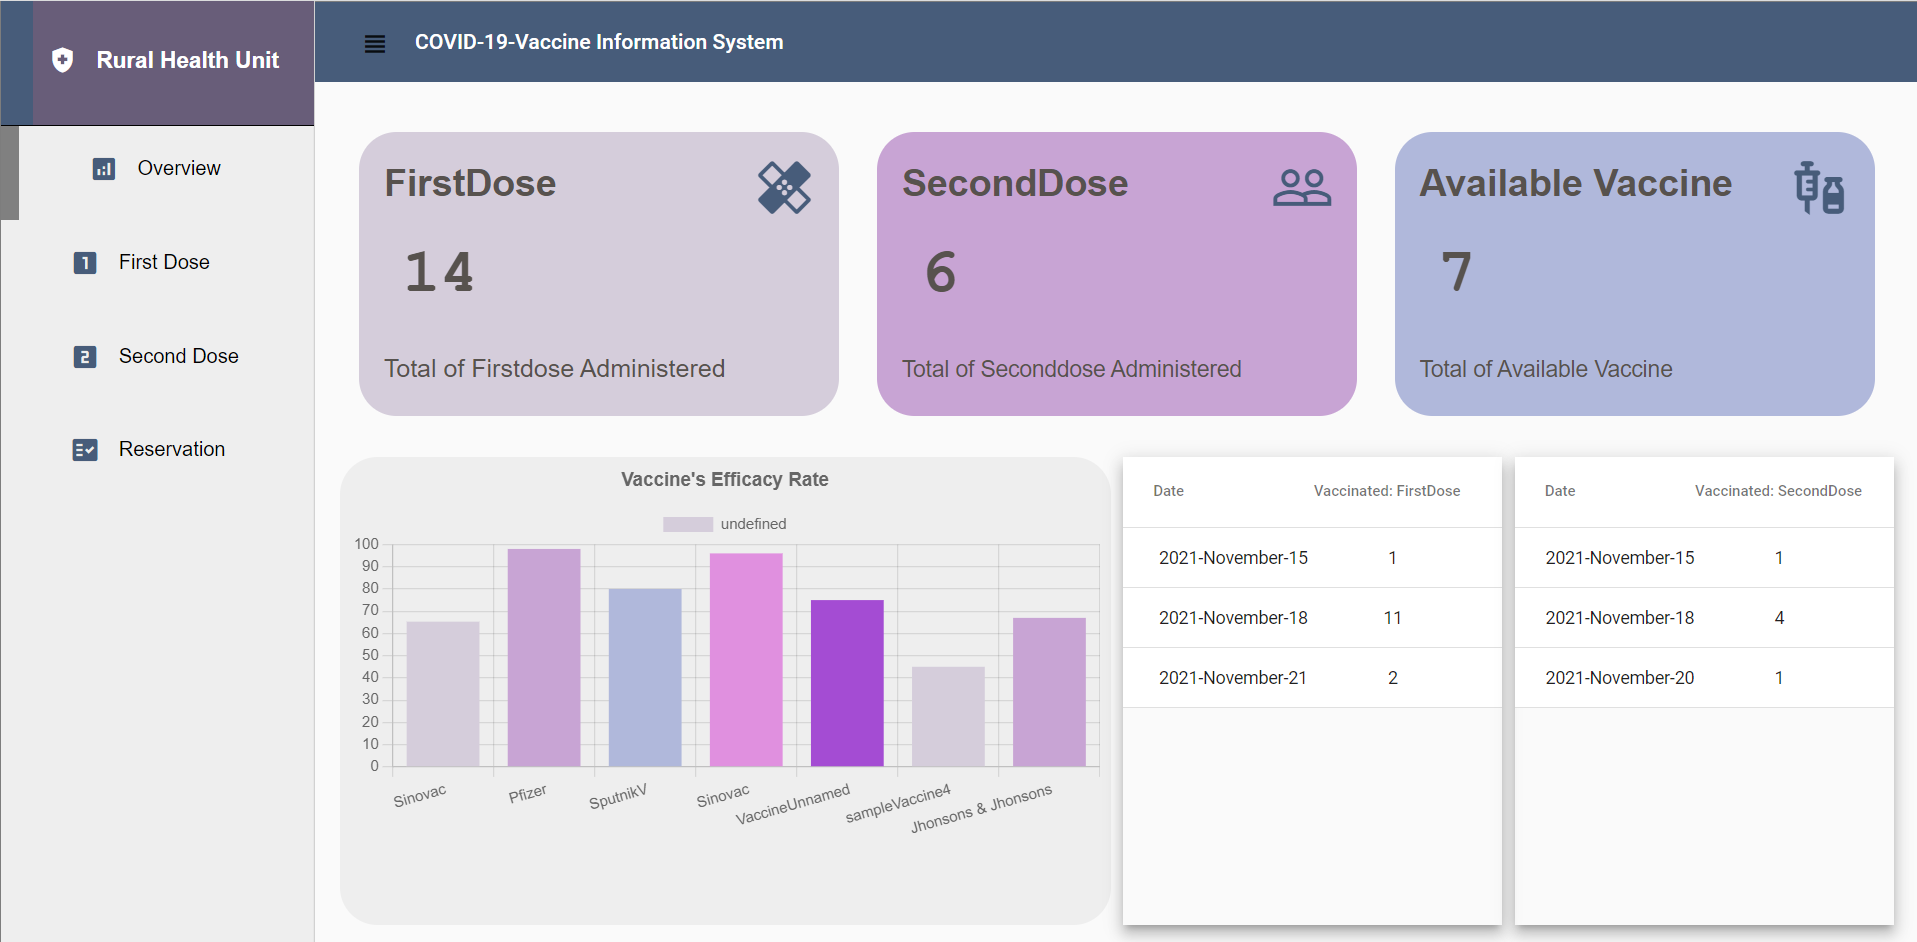 Rural Health Unit
COVID-19-Vaccine Information System
Overview
First Dose
Second Dose
Reservation
FirstDose
14
Total of Firstdose Administered
SecondDose
6
Total of Seconddose Administered
Available Vaccine
7
Total of Available Vaccine
Vaccine's Efficacy Rate
undefined
100
90
80
70
60
50
40
30
20
10
0
Sinovac
Pfizer
SputnikV
Sinovac
VaccineUnnamed
sampleVaccine4
Jhonsons & Jhonsons
Date Vaccinated: FirstDose
2021-November-15 1
2021-November-18 11
2021-November-21 2
Date Vaccinated: SecondDose
2021-November-15 1
2021-November-18 4
2021-November-20 1